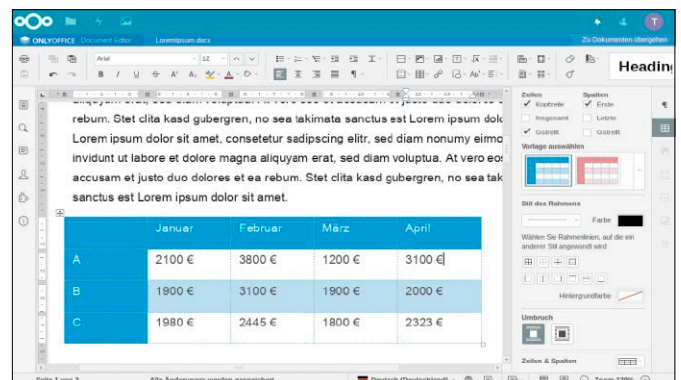 T
ONLYOFFICE Document Editor Loremipsum.docx Zu Dokumenten übergehen
Arial 12
Heading
B I U
rebum. Stet clita kasd gubergren, no sea takimata sanctus est Lorem ipsum dolo
Lorem ipsum dolor sit amet, consetetur sadipscing elitr, sed diam nonumy eirmo
invidunt ut labore et dolore magna aliquyam erat, sed diam voluptua. At vero eos
accusam et justo duo dolores et ea rebum. Stet clita kasd gubergren, no sea tak
sanctus est Lorem ipsum dolor sit amet.
Januar Februar März April
A 2100 € 3800 € 1200 € 3100 €
B 1900 € 3100 € 1900 € 2000 €
C 1980 € 2445 € 1800 € 2323 €
Zeilen Spalten
Kopfzeile Erste
Insgesamt Letzte
Gestreift Gestreift
Vorlage auswählen
Stil des Rahmens
Farbe
Wählen Sie Rahmenlinien, auf die ein
anderer Stil angewandt wird
Hintergrundfarbe
Umbruch
Zeilen & Spalten
Seite 1 von 3 Alle Änderungen wurden gespeichert Deutsch (Deutschland) Zoom 120%